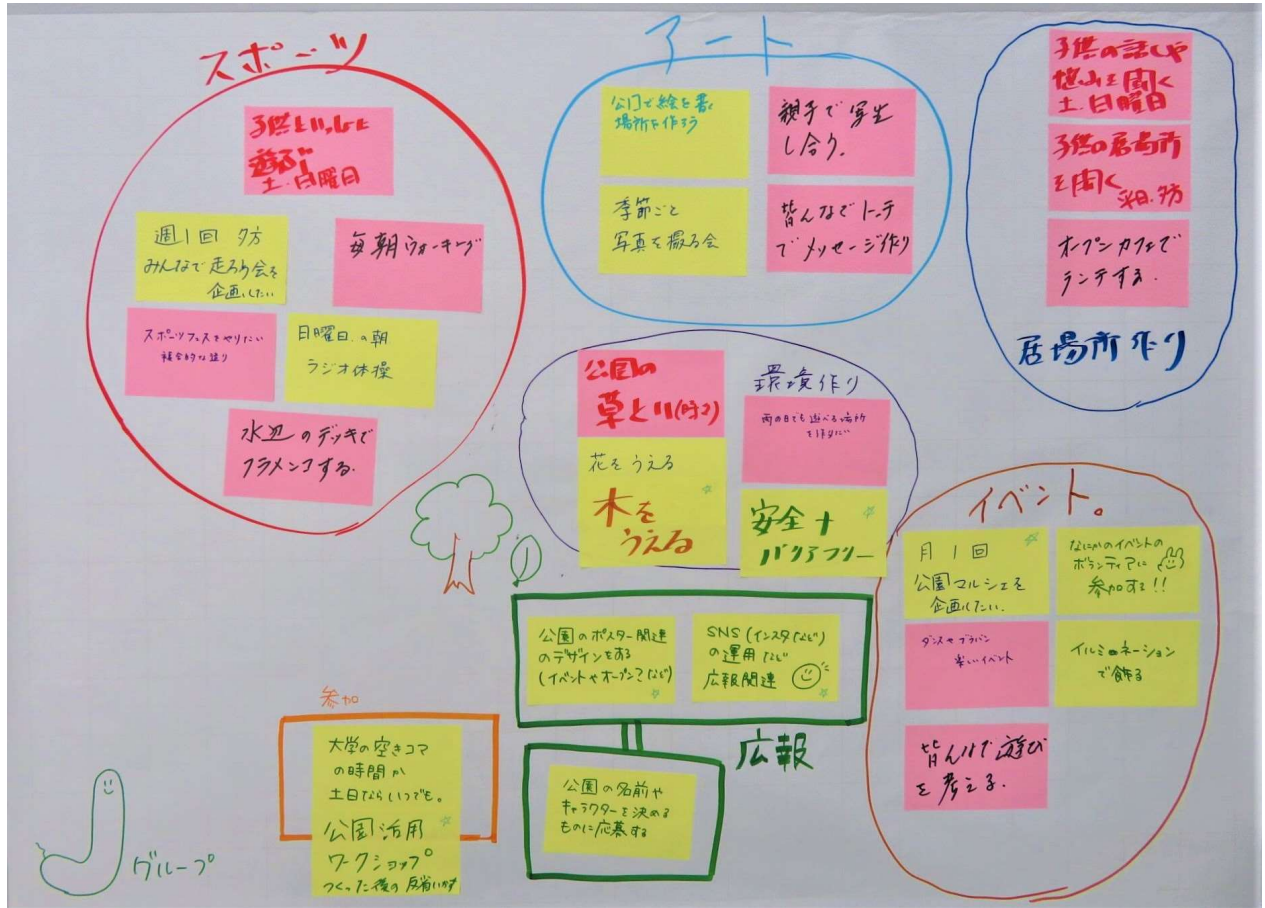 スポーツ
子供といっしょに
遊ぶ
土・日曜日
週1回 夕方
みんなで走ろう会を
企画したい
毎朝ウォーキング
スポーツフェスをやりたい
複合的な造り
日曜日の朝
ラジオ体操
水辺のデッキで
フラメンコする.
アート
公園で絵を書く
場所を作ろう
親子で写生
し合う.
季節ごと
写真を撮る会
皆んなで
でメッセージ作り
子供の話しや
悩みを聞く
土.日曜日
子供の居場所
を開く 平日.夕方
オープンカフェで
する.
居場所作り
環境作り
公園の
草とり
雨の日でも遊べる場所
を作りたい
花をうえる
木を
うえる
安全+
バリアフリー
イベント。
月1回
公園マルシェを
企画したい.
なにかのイベントの
ボランティアに
参加する!!
ダンスやブラバン
楽しいイベント
イルミネーション
で飾る
皆んなで遊び
を考える.
公園のポスター関連
のデザインをする
(イベントやオープン?など)
SNS(インスタなど)
の運用など
広報関連
広報
公園の名前や
キャラクターを決める
ものに応募する
参加
大学の空きコマ
の時間か
土日ならいつでも。
公園活用
ワークショップ
つくった後の反省いかす
Jグループ